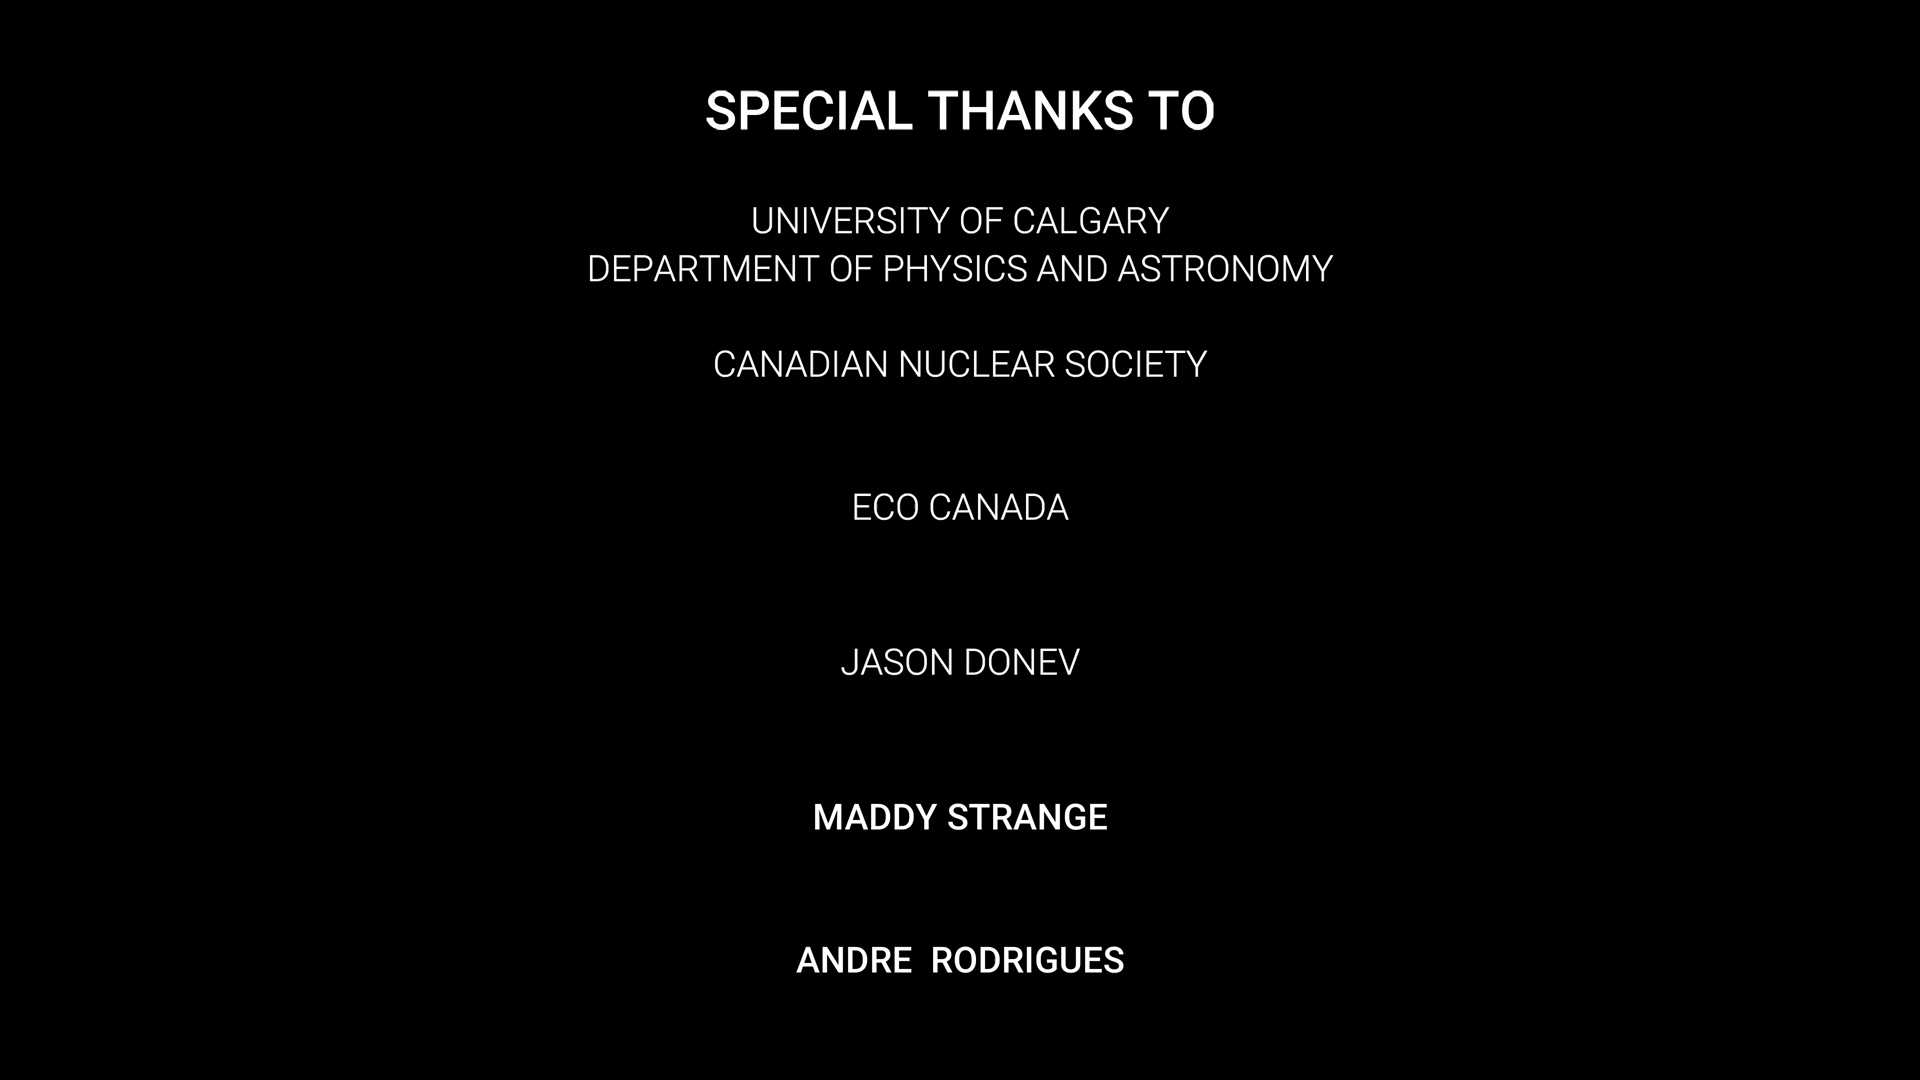 SPECIAL THANKS TO
UNIVERSITY OF CALGARY
DEPARTMENT OF PHYSICS AND ASTRONOMY
CANADIAN NUCLEAR SOCIETY
ECO CANADA
JASON DONEV
MADDY STRANGE
ANDRE  RODRIGUES